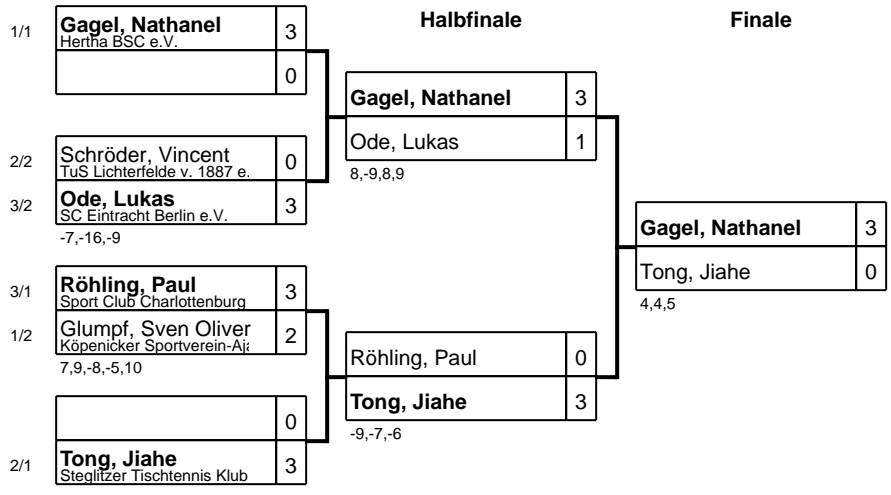 Halbfinale
Finale
1/1
Gagel, Nathanel 3
Hertha BSC e.V.
0
2/2
Schröder, Vincent 0
TuS Lichterfelde v. 1887 e.
3/2
Ode, Lukas 3
SC Eintracht Berlin e.V.
-7,-16,-9
3/1
Röhling, Paul 3
Sport Club Charlottenburg
1/2
Glumpf, Sven Oliver 2
Köpenicker Sportverein-Aja
7,9,-8,-5,10
0
2/1
Tong, Jiahe 3
Steglitzer Tischtennis Klub
Gagel, Nathanel 3
Ode, Lukas 1
8,-9,8,9
Röhling, Paul 0
Tong, Jiahe 3
-9,-7,-6
Gagel, Nathanel 3
Tong, Jiahe 0
4,4,5